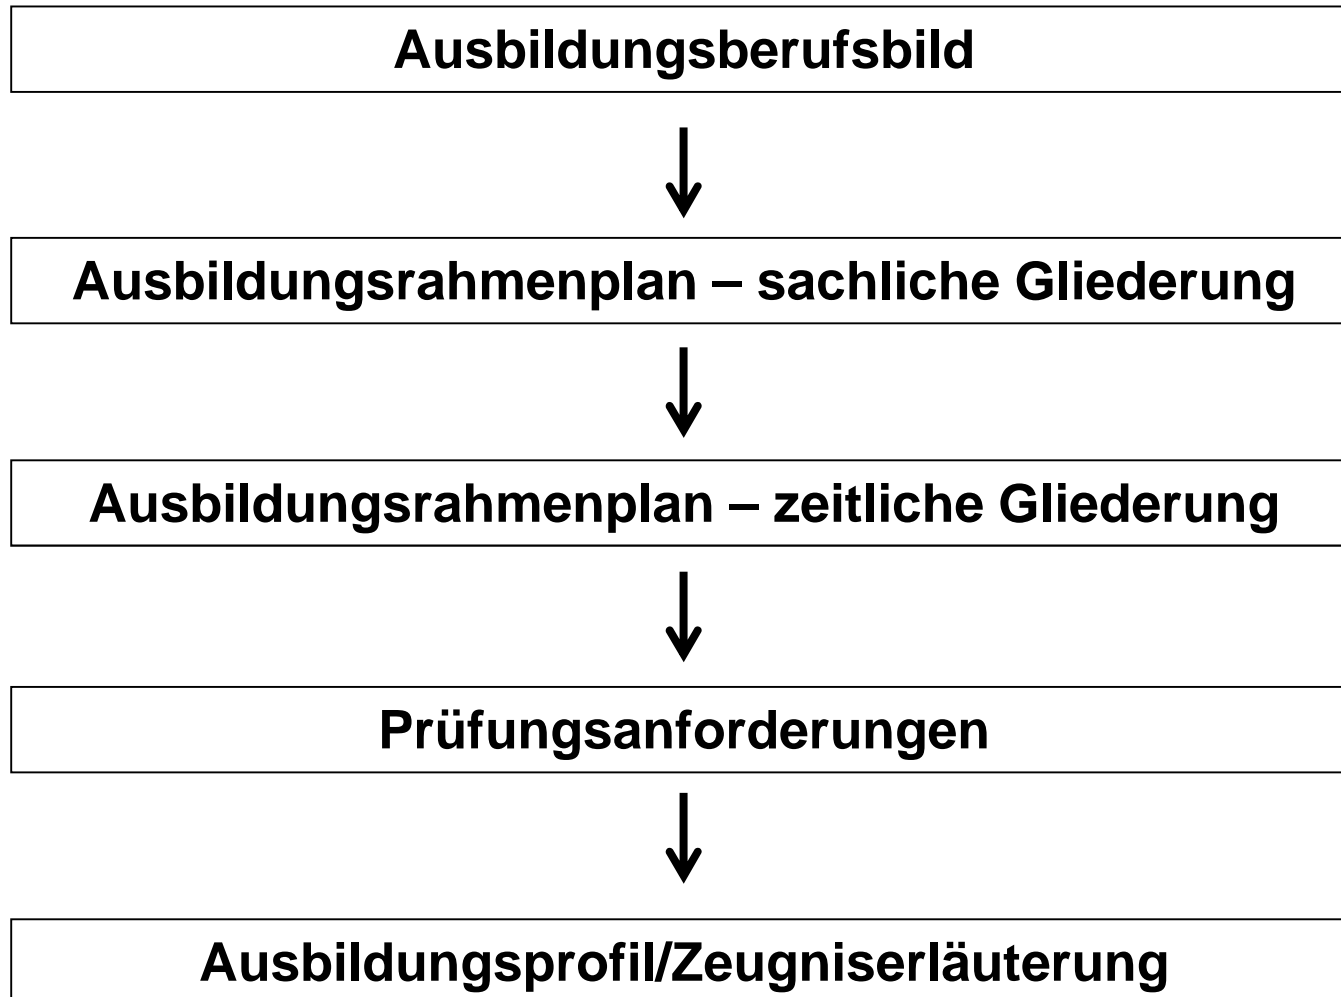 Ausbildungsberufsbild
Ausbildungsrahmenplan – sachliche Gliederung
Ausbildungsrahmenplan – zeitliche Gliederung
Prüfungsanforderungen
Ausbildungsprofil/Zeugniserläuterung